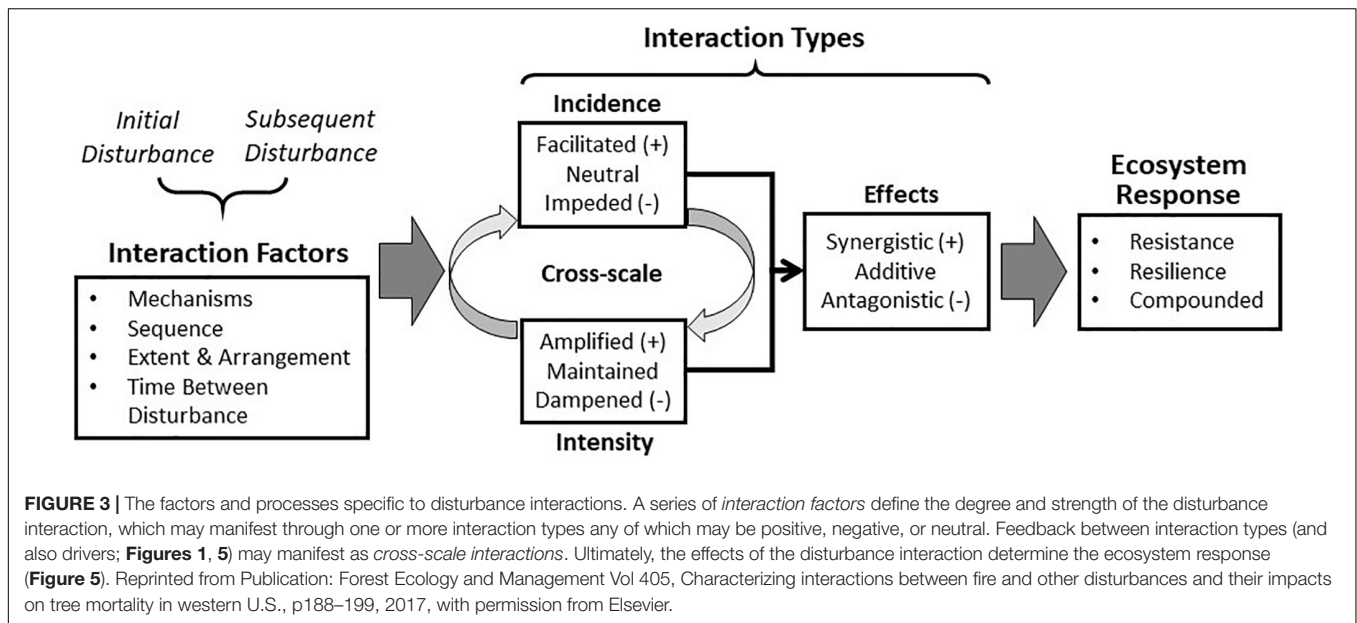 Interaction Types
Initial
Disturbance
Subsequent
Disturbance
Interaction Factors
• Mechanisms
• Sequence
• Extent & Arrangement
• Time Between
Disturbance
Incidence
Facilitated (+)
Neutral
Impeded (-)
Cross-scale
Amplified (+)
Maintained
Dampened (-)
Intensity
Effects
Synergistic (+)
Additive
Antagonistic (-)
Ecosystem
Response
• Resistance
• Resilience
• Compounded
FIGURE 3 | The factors and processes specific to disturbance interactions. A series of interaction factors define the degree and strength of the disturbance
interaction, which may manifest through one or more interaction types any of which may be positive, negative, or neutral. Feedback between interaction types (and
also drivers; Figures 1, 5) may manifest as cross-scale interactions. Ultimately, the effects of the disturbance interaction determine the ecosystem response
(Figure 5). Reprinted from Publication: Forest Ecology and Management Vol 405, Characterizing interactions between fire and other disturbances and their impacts
on tree mortality in western U.S., p188–199, 2017, with permission from Elsevier.